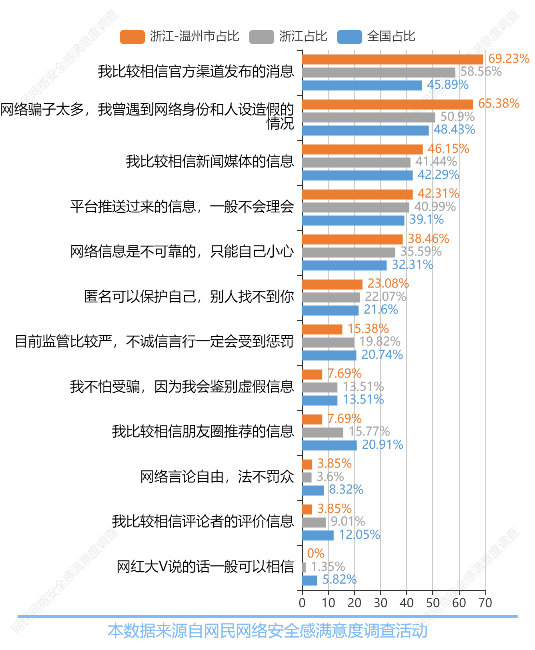 浙江-温州市占比 浙江占比 全国占比
我比较相信官方渠道发布的消息
69.23%
58.56%
45.89%
网络骗子太多，我曾遇到网络身份和人设造假的
情况
65.38%
50.9%
48.43%
我比较相信新闻媒体的信息
46.15%
41.44%
42.29%
平台推送过来的信息，一般不会理会
42.31%
40.99%
39.1%
网络信息是不可靠的，只能自己小心
38.46%
35.59%
32.31%
匿名可以保护自己，别人找不到你
23.08%
22.07%
21.6%
目前监管比较严，不诚信言行一定会受到惩罚
15.38%
19.82%
20.74%
我不怕受骗，因为我会鉴别虚假信息
7.69%
13.51%
13.51%
我比较相信朋友圈推荐的信息
7.69%
15.77%
20.91%
网络言论自由，法不罚众
3.85%
3.6%
8.32%
我比较相信评论者的评价信息
3.85%
9.01%
12.05%
网红大V说的话一般可以相信
0%
1.35%
5.82%
0 10 20 30 40 50 60 70
本数据来源自网民网络安全感满意度调查活动